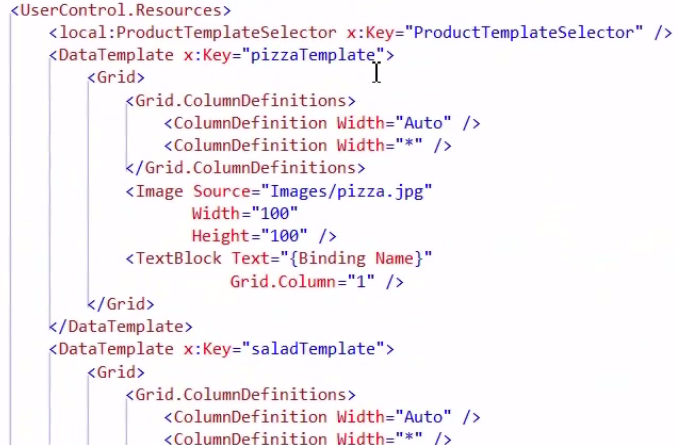 <UserControl.Resources>
<local:ProductTemplateSelector x:Key="ProductTemplateSelector" />
<DataTemplate x:Key="pizzaTemplate">
<Grid>
<Grid.ColumnDefinitions>
<ColumnDefinition Width="Auto" />
<ColumnDefinition Width="*" />
</Grid.ColumnDefinitions>
<Image Source="Images/pizza.jpg"
Width="100"
Height="100" />
<TextBlock Text="{Binding Name}"
Grid.Column="1" />
</Grid>
</DataTemplate>
<DataTemplate x:Key="saladTemplate">
<Grid>
<Grid.ColumnDefinitions>
<ColumnDefinition Width="Auto" />
<ColumnDefinition Width="*" />